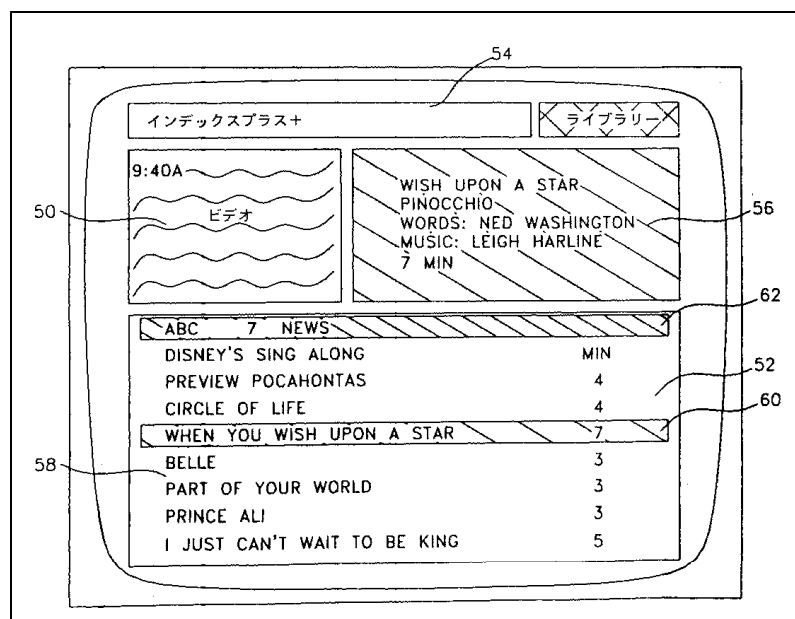 54
インデックスプラス+
ライブラリー
9:40A
50
ビデオ
WISH UPON A STAR
PINOCCHIO
WORDS: NED WASHINGTON
MUSIC: LEIGH HARLINE
7 MIN
56
62
ABC 7 NEWS
DISNEY'S SING ALONG MIN
52
PREVIEW POCAHONTAS 4
CIRCLE OF LIFE 4
60
WHEN YOU WISH UPON A STAR 7
58
BELLE 3
PART OF YOUR WORLD 3
PRINCE ALI 3
I JUST CAN'T WAIT TO BE KING 5